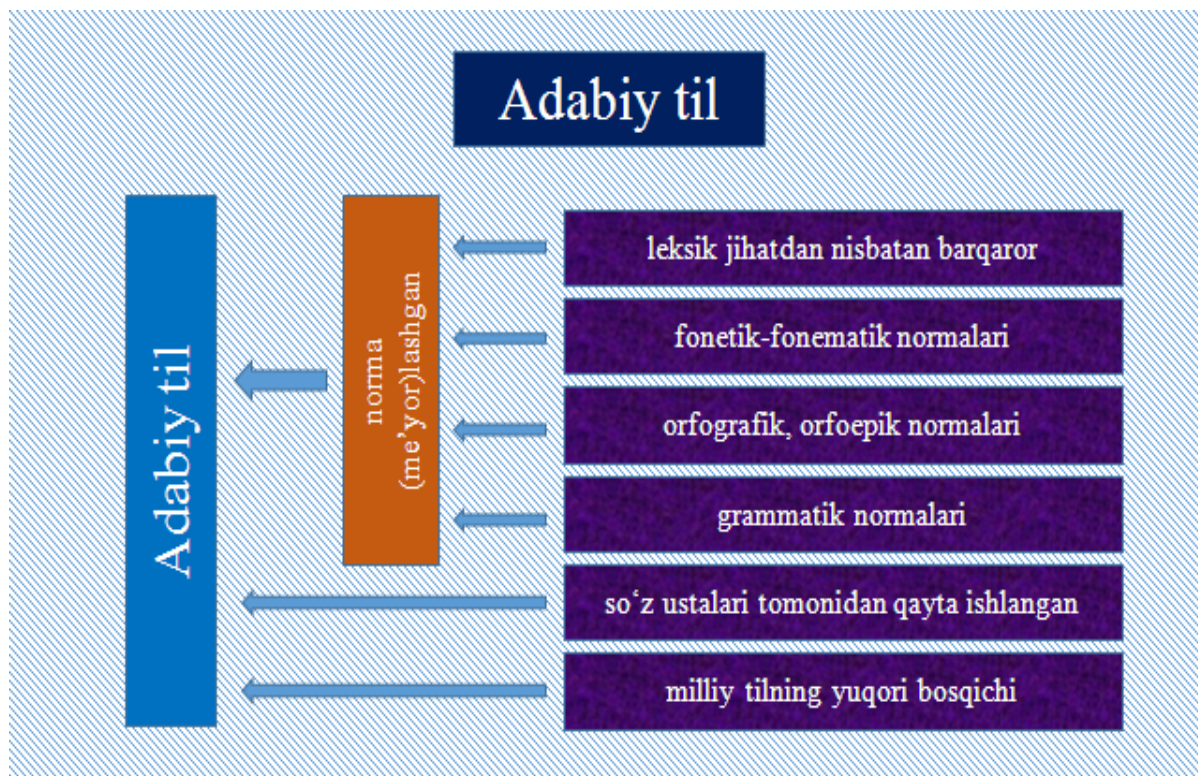 Adabiy til
Adabiy til
norma
(me’yor)lashgan
leksik jihatdan nisbatan barqaror
fonetik-fonematik normalari
orfografik, orfoepik normalari
grammatik normalari
so‘z ustalari tomonidan qayta ishlangan
milliy tilning yuqori bosqichi